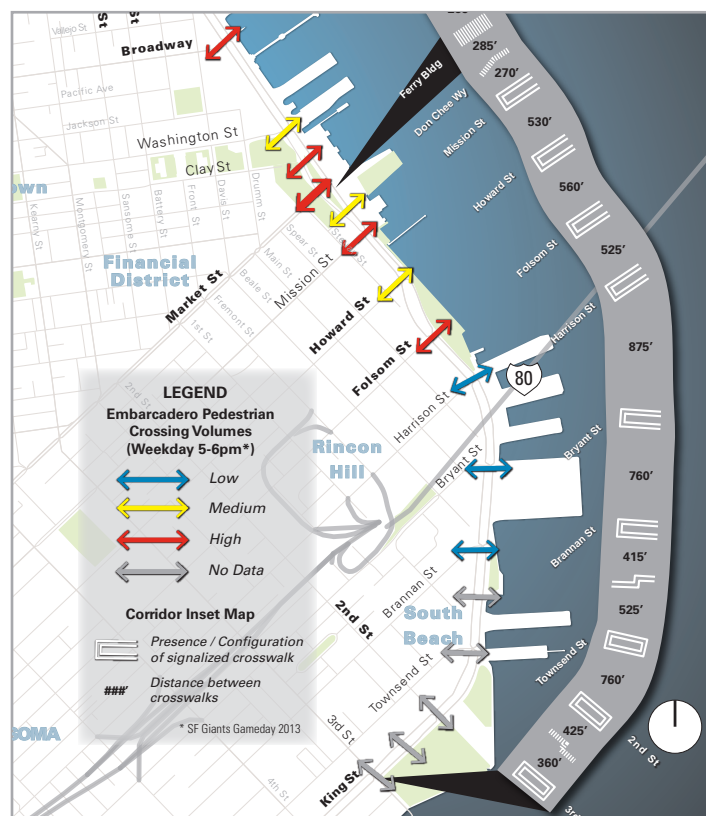 Vallejo St
St
St
Broadway
Pacific Ave
Jackson St
Washington St
Clay St
own
Kearny St
Montgomery St
Sansome St
Battery St
Front St
Davis St
Drumm St
Financial
District
Market St
Spear St
Main St
Beale St
Fremont St
1st St
2nd St
Mission St
Howard St
Folsom St
Harrison St
Rincon
Hill
Bryant St
80
Brannan St
2nd St
South
Beach
Townsend St
3rd St
4th St
King St
SOMA
LEGEND
Embarcadero Pedestrian
Crossing Volumes
(Weekday 5-6pm*)
Low
Medium
High
No Data
Corridor Inset Map
Presence / Configuration
of signalized crosswalk
###’
Distance between
crosswalks
* SF Giants Gameday 2013
Ferry Bldg
285’
270’
Don Chee Wy
530’
Mission St
560’
Howard St
525’
Folsom St
Harrison St
875’
Bryant St
760’
Brannan St
415’
525’
Townsend St
760’
2nd St
425’
360’
3rd